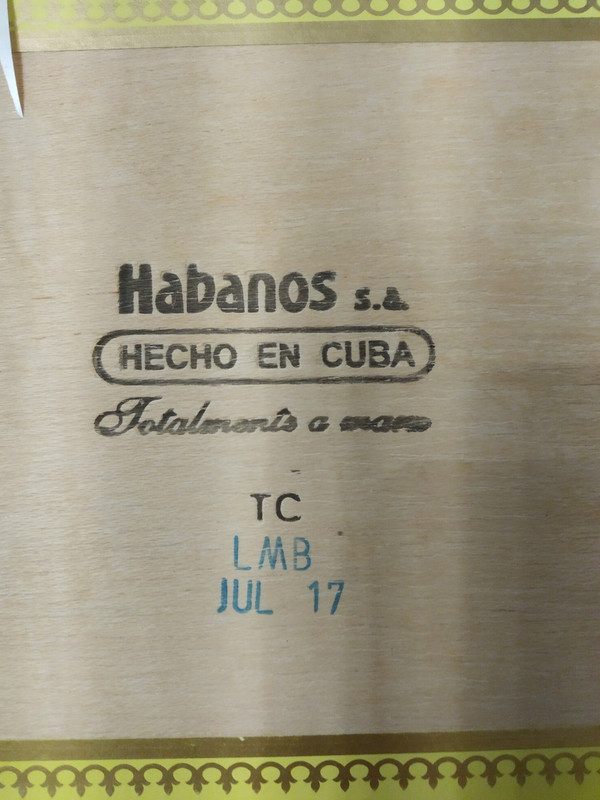 Habanos s.a.
HECHO EN CUBA
Totalmente a mano
TC
LMB
JUL 17